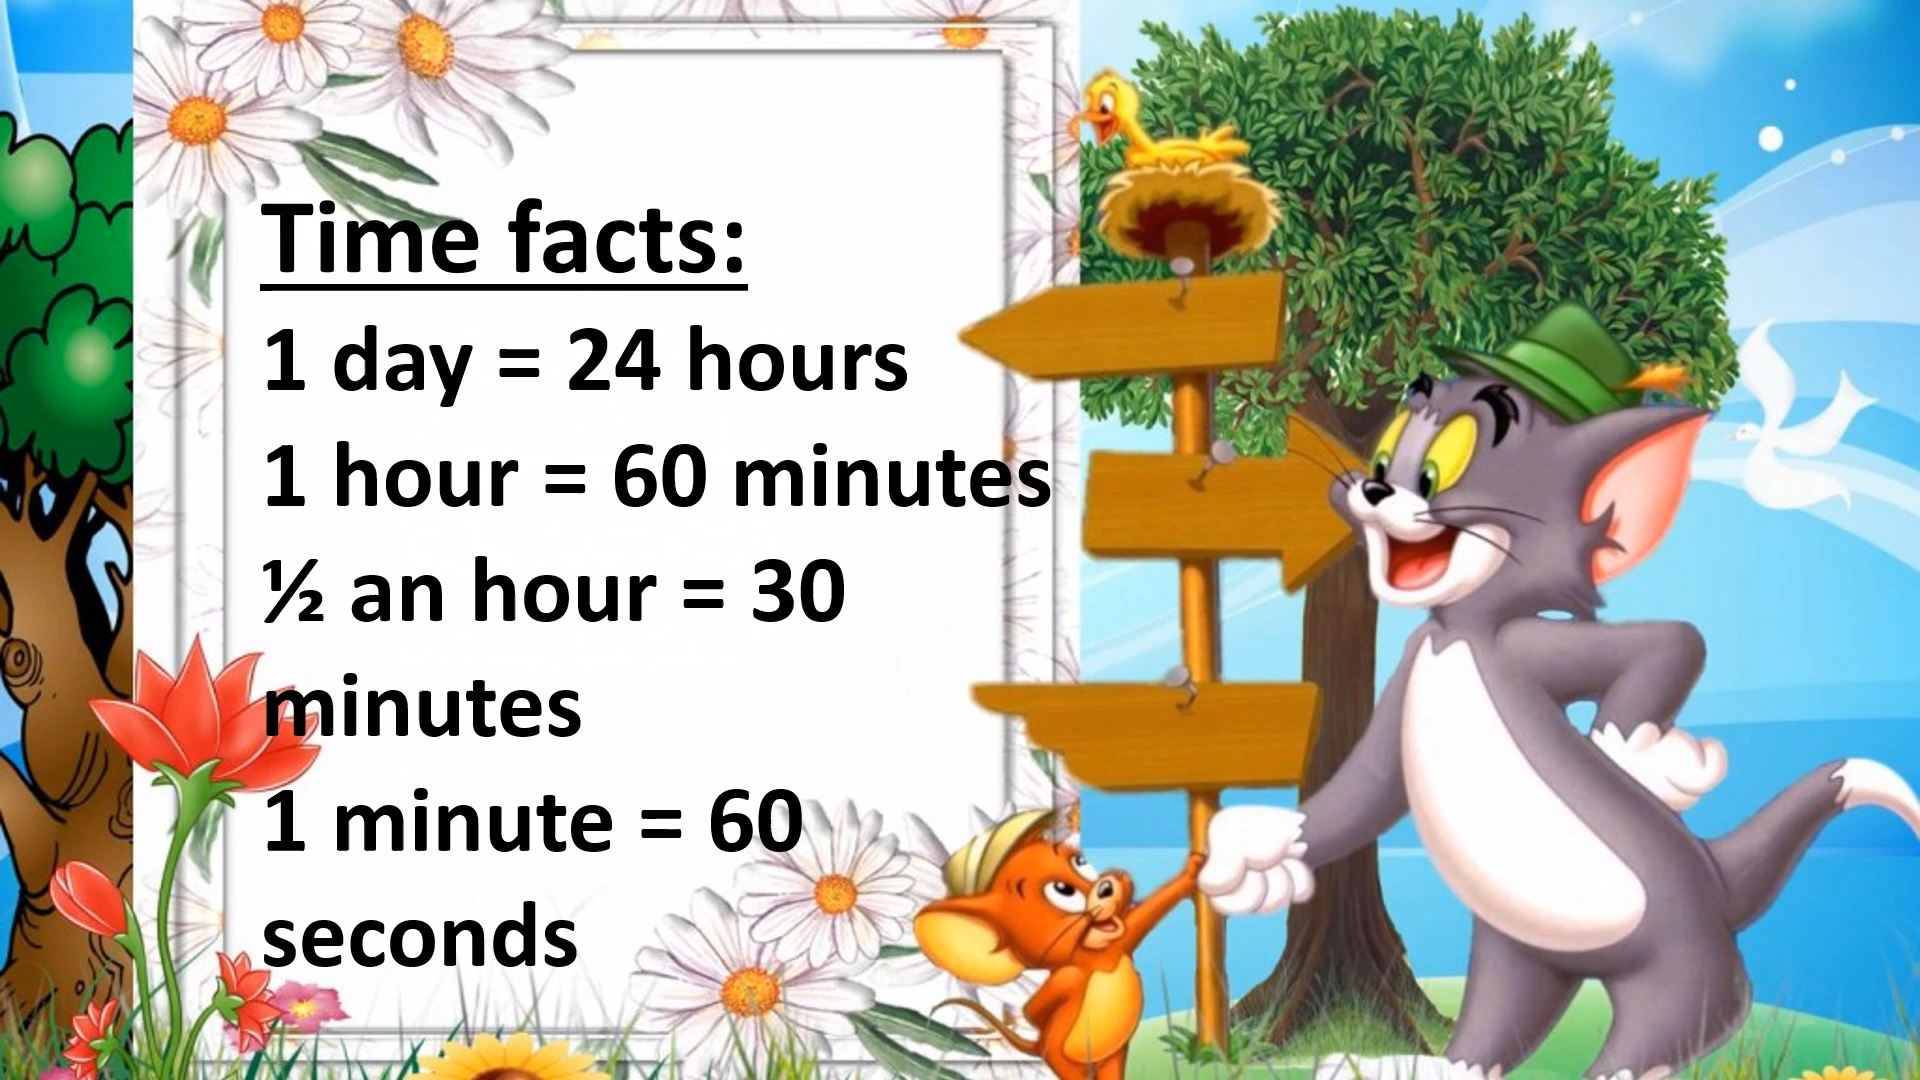 Time facts:
1 day = 24 hours
1 hour = 60 minutes
½ an hour = 30
minutes
1 minute = 60
seconds